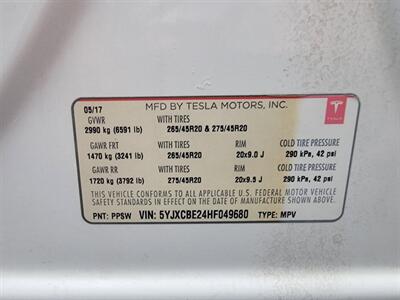 05/17 MFD BY TESLA MOTORS, INC.
GVWR WITH TIRES
2990 kg (6591 lb) 265/45R20 & 275/45R20
GAWR FRT WITH TIRES RIM COLD TIRE PRESSURE
1470 kg (3241 lb) 265/45R20 20x9.0 J 290 kPa, 42 psi
GAWR RR WITH TIRES RIM COLD TIRE PRESSURE
1720 kg (3792 lb) 275/45R20 20x9.5 J 290 kPa, 42 psi
THIS VEHICLE CONFORMS TO ALL APPLICABLE U.S. FEDERAL MOTOR VEHICLE SAFETY
STANDARDS IN EFFECT ON THE DATE OF MANUFACTURE SHOWN ABOVE.
PNT: PPSW VIN: 5YJXCBE24HF049680 TYPE: MPV
TESLA